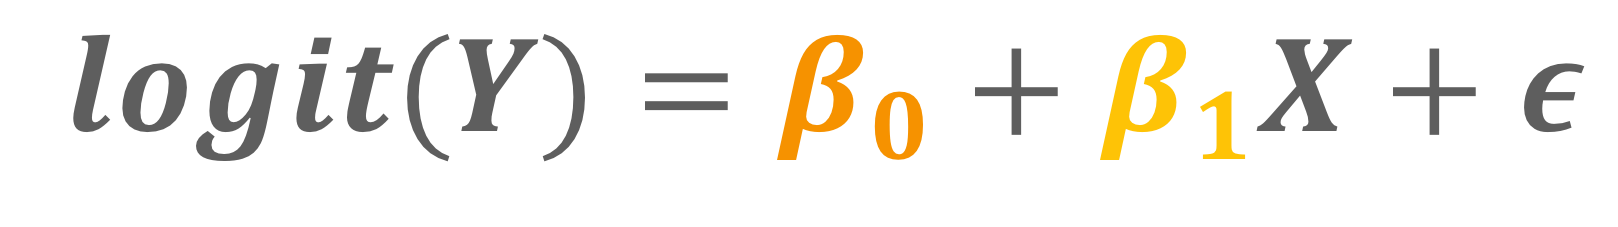 logit(Y) = β₀ + β₁X + ϵ